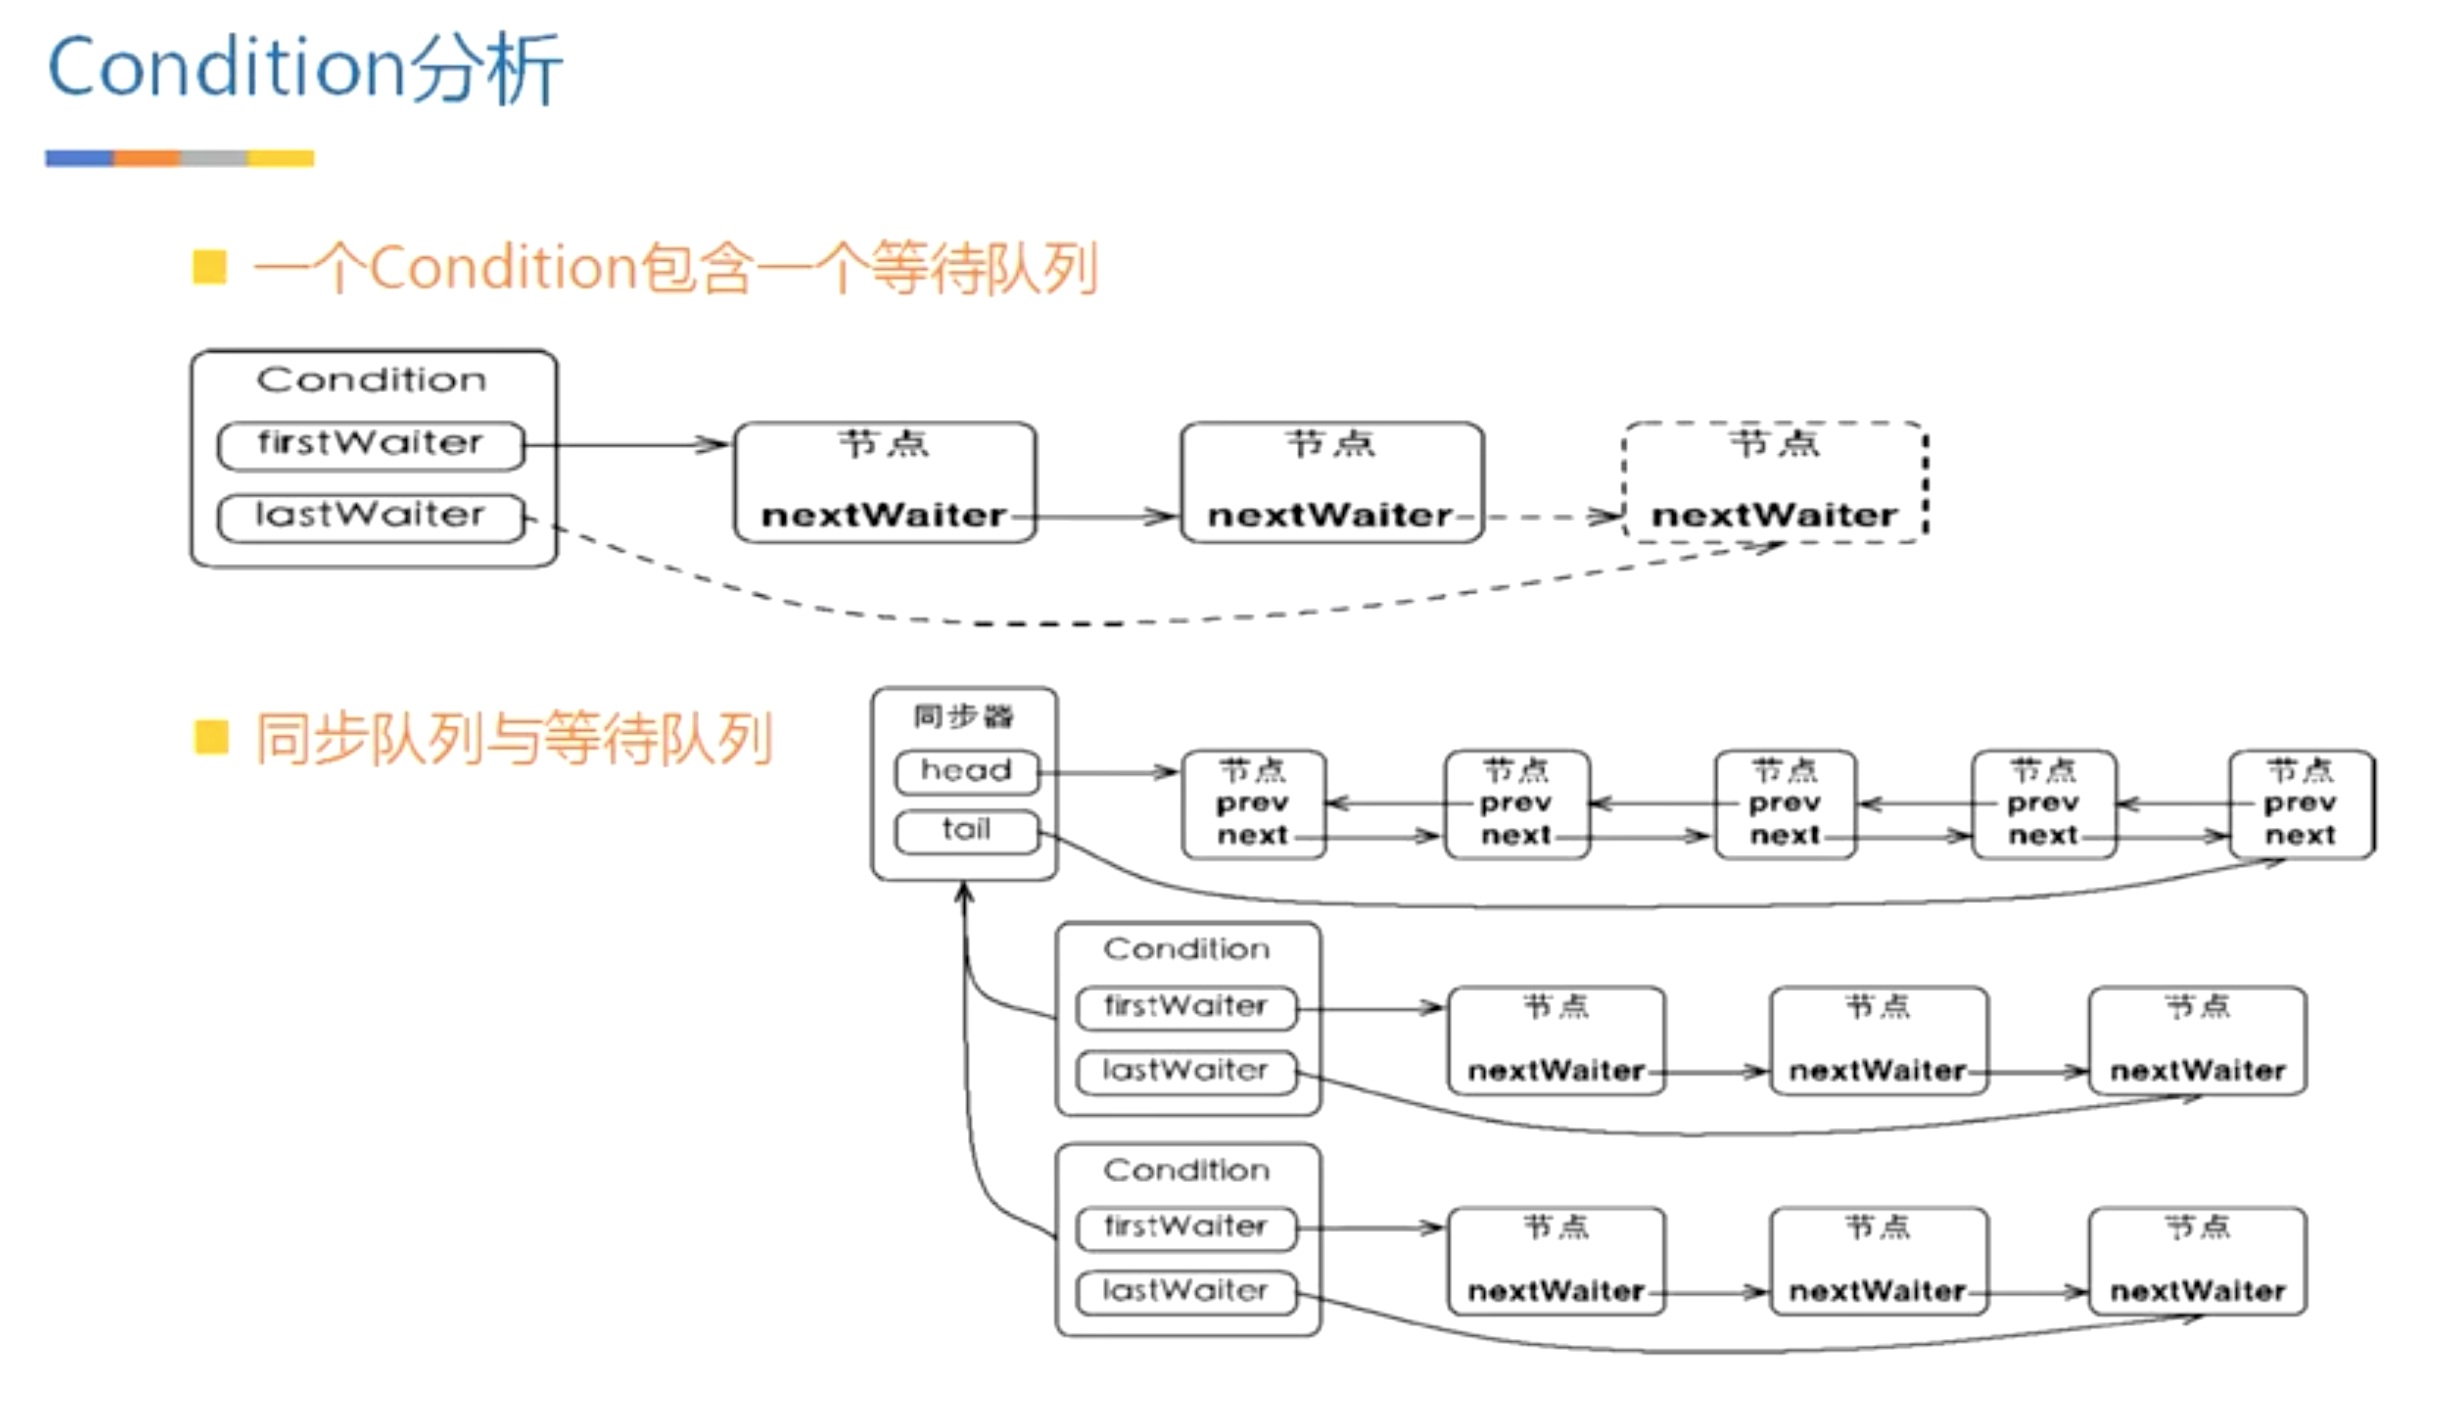 Condition分析
一个Condition包含一个等待队列
Condition
firstWaiter
lastWaiter
节点
nextWaiter
节点
nextWaiter
节点
nextWaiter
同步队列与等待队列
同步器
head
tail
节点
prev
next
节点
prev
next
节点
prev
next
节点
prev
next
节点
prev
next
Condition
firstWaiter
lastWaiter
节点
nextWaiter
节点
nextWaiter
节点
nextWaiter
Condition
firstWaiter
lastWaiter
节点
nextWaiter
节点
nextWaiter
节点
nextWaiter